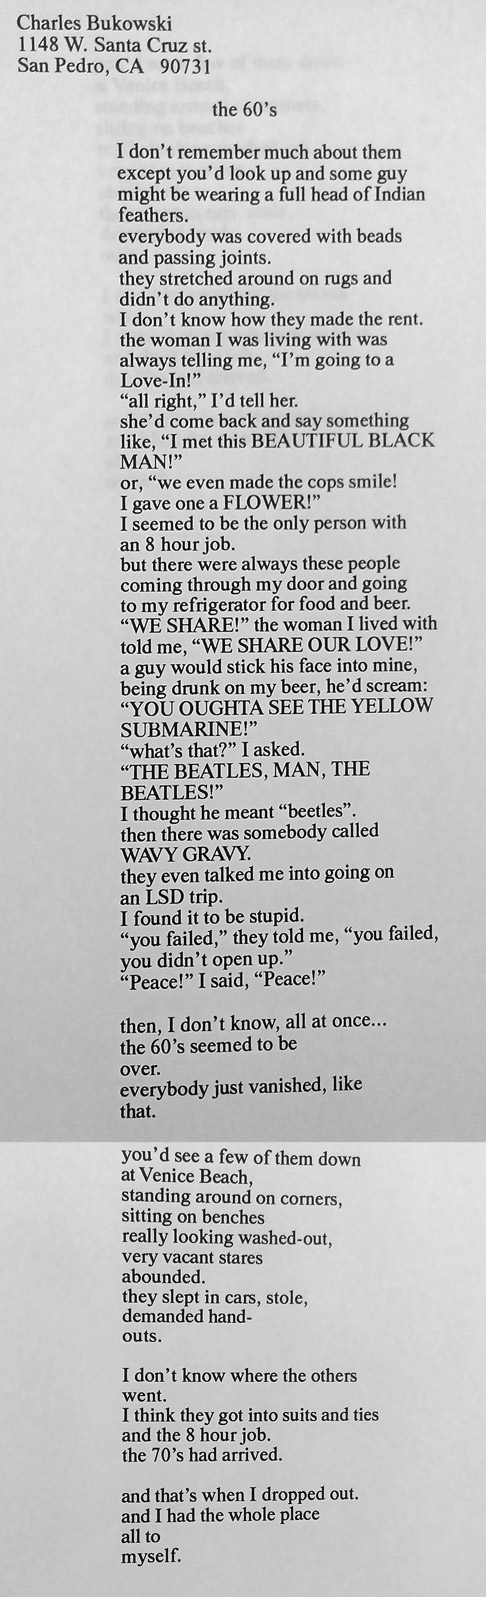 Charles Bukowski
1148 W. Santa Cruz st.
San Pedro, CA 90731
the 60's
I don't remember much about them
except you'd look up and some guy
might be wearing a full head of Indian
feathers.
everybody was covered with beads
and passing joints.
they stretched around on rugs and
didn't do anything.
I don't know how they made the rent.
the woman I was living with was
always telling me, “I'm going to a
Love-In!”
“all right,” I'd tell her.
she'd come back and say something
like, “I met this BEAUTIFUL BLACK
MAN!”
or, “we even made the cops smile!
I gave one a FLOWER!”
I seemed to be the only person with
an 8 hour job.
but there were always these people
coming through my door and going
to my refrigerator for food and beer.
“WE SHARE!” the woman I lived with
told me, “WE SHARE OUR LOVE!”
a guy would stick his face into mine,
being drunk on my beer, he'd scream:
“YOU OUGHTA SEE THE YELLOW
SUBMARINE!”
“what's that?” I asked.
“THE BEATLES, MAN, THE
BEATLES!”
I thought he meant “beetles”.
then there was somebody called
WAVY GRAVY.
they even talked me into going on
an LSD trip.
I found it to be stupid.
“you failed,” they told me, “you failed,
you didn't open up.”
“Peace!” I said, “Peace!”
then, I don't know, all at once...
the 60's seemed to be
over.
everybody just vanished, like
that.
you'd see a few of them down
at Venice Beach,
standing around on corners,
sitting on benches
really looking washed-out,
very vacant stares
abounded.
they slept in cars, stole,
demanded hand-
outs.
I don't know where the others
went.
I think they got into suits and ties
and the 8 hour job.
the 70's had arrived.
and that's when I dropped out.
and I had the whole place
all to
myself.